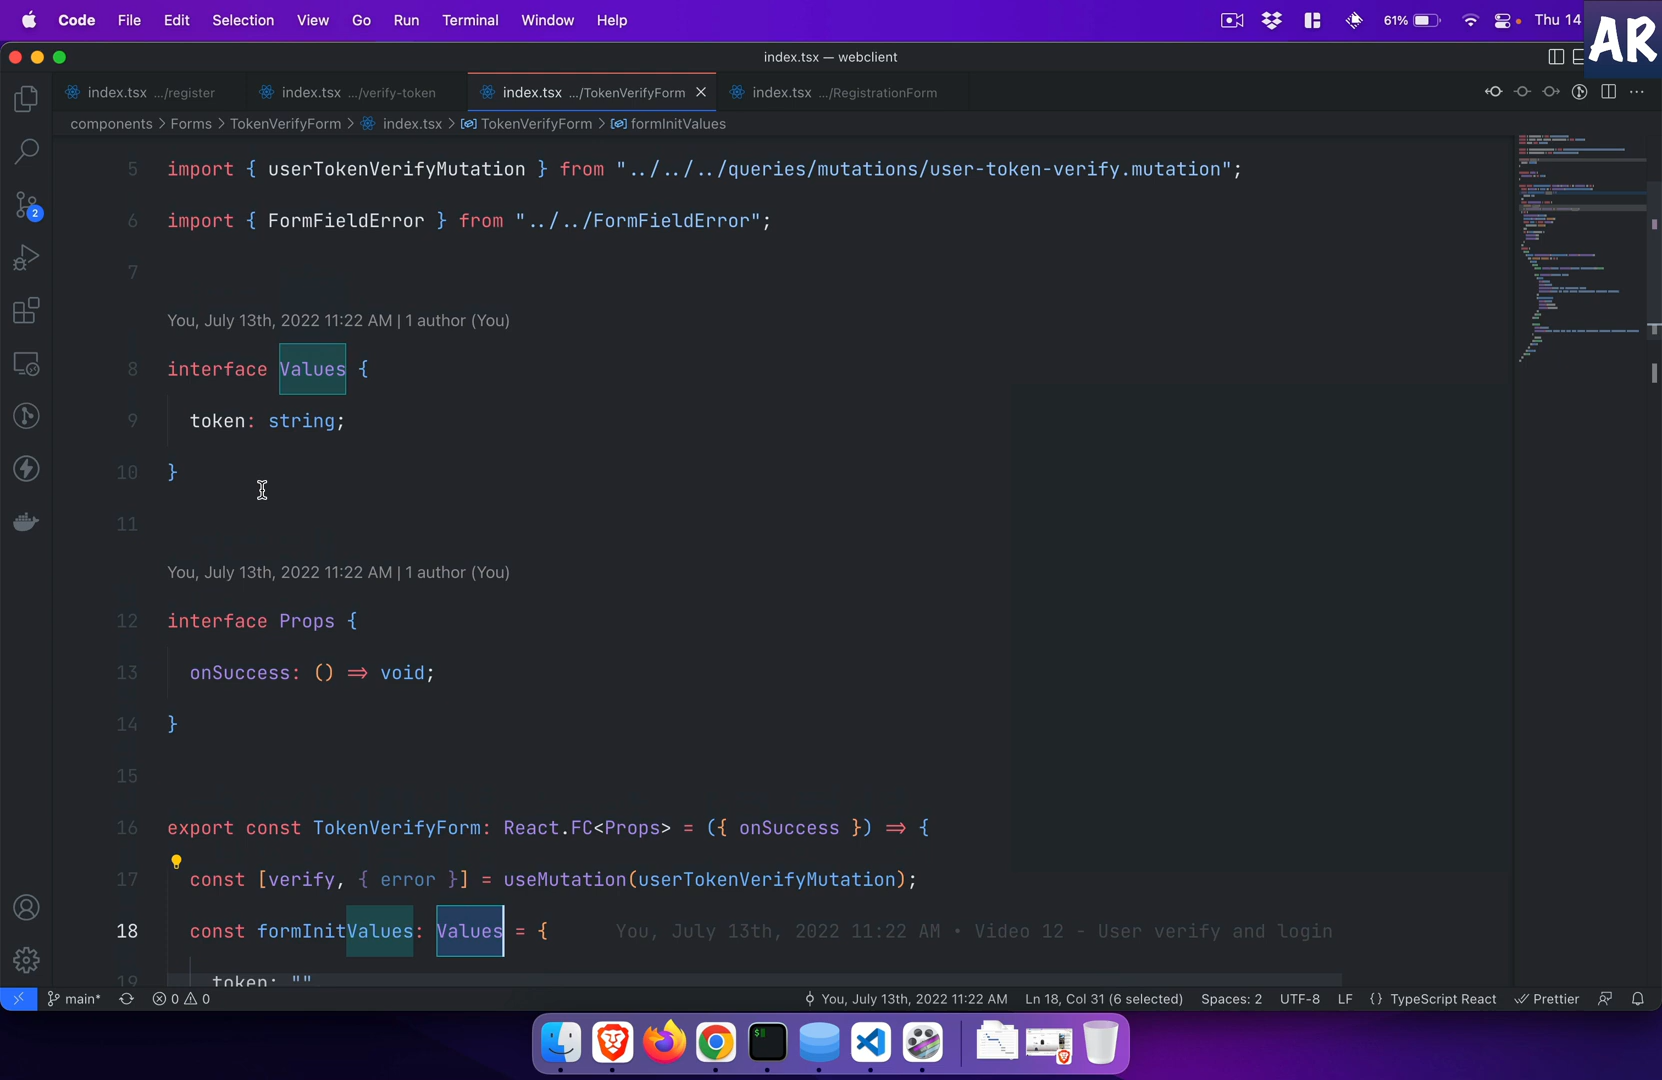 Code File Edit Selection View Go Run Terminal Window Help 61% Thu 14
AR
index.tsx — webclient
index.tsx .../register index.tsx .../verify-token index.tsx .../TokenVerifyForm index.tsx .../RegistrationForm
components > Forms > TokenVerifyForm > index.tsx > TokenVerifyForm > formInitValues
5 import { userTokenVerifyMutation } from "../../../queries/mutations/user-token-verify.mutation";
6 import { FormFieldError } from "../../FormFieldError";
7
You, July 13th, 2022 11:22 AM | 1 author (You)
8 interface Values {
9 token: string;
10 }
11
You, July 13th, 2022 11:22 AM | 1 author (You)
12 interface Props {
13 onSuccess: () => void;
14 }
15
16 export const TokenVerifyForm: React.FC<Props> = ({ onSuccess }) => {
17 const [verify, { error }] = useMutation(userTokenVerifyMutation);
18 const formInitValues: Values = { You, July 13th, 2022 11:22 AM • Video 12 - User verify and login
19 token: ""
2
main* 0 0 You, July 13th, 2022 11:22 AM Ln 18, Col 31 (6 selected) Spaces: 2 UTF-8 LF {} TypeScript React Prettier